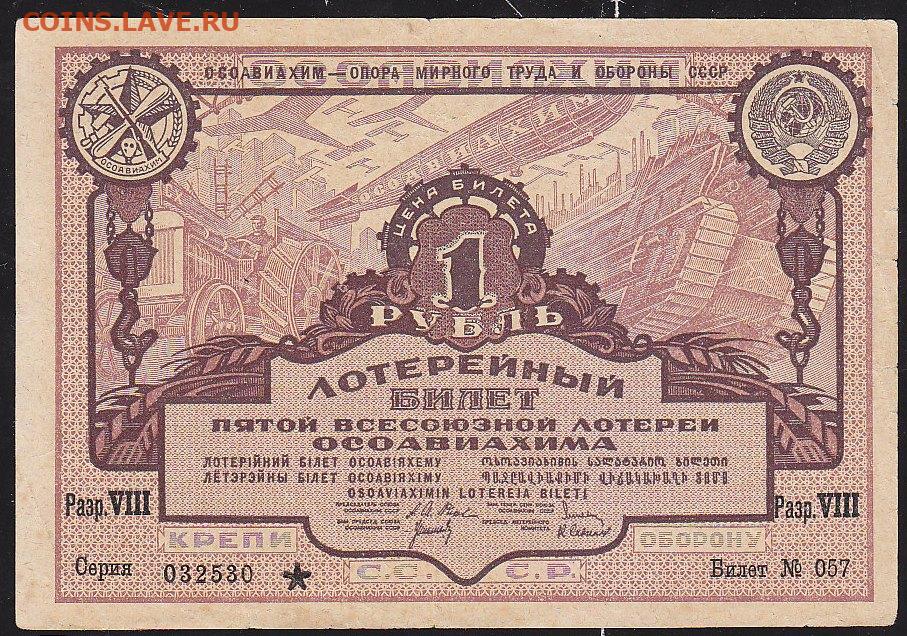 COINS.LAVE.RU
ОСОАВИАХИМ — ОПОРА МИРНОГО ТРУДА И ОБОРОНЫ СССР
ОСОАВИАХИМ
ОСОАВИАХИМ
ЦЕНА БИЛЕТА
1
РУБЛЬ
ЛОТЕРЕЙНЫЙ
БИЛЕТ
ПЯТОЙ ВСЕСОЮЗНОЙ ЛОТЕРЕИ
ОСОАВИАХИМА
ЛОТЕРІЙНИЙ БІЛЕТ ОСОАВІЯХЕМУ
ЛЁТЭРЭЙНЫ БІЛЕТ ОСОАВІЯХІМУ
OSOAVIAXIMIN LOTEREJA BILETI
Разр. VIII
Разр. VIII
КРЕПИ
ОБОРОНУ
С.С.
С.Р.
Серия 032530
Билет № 057